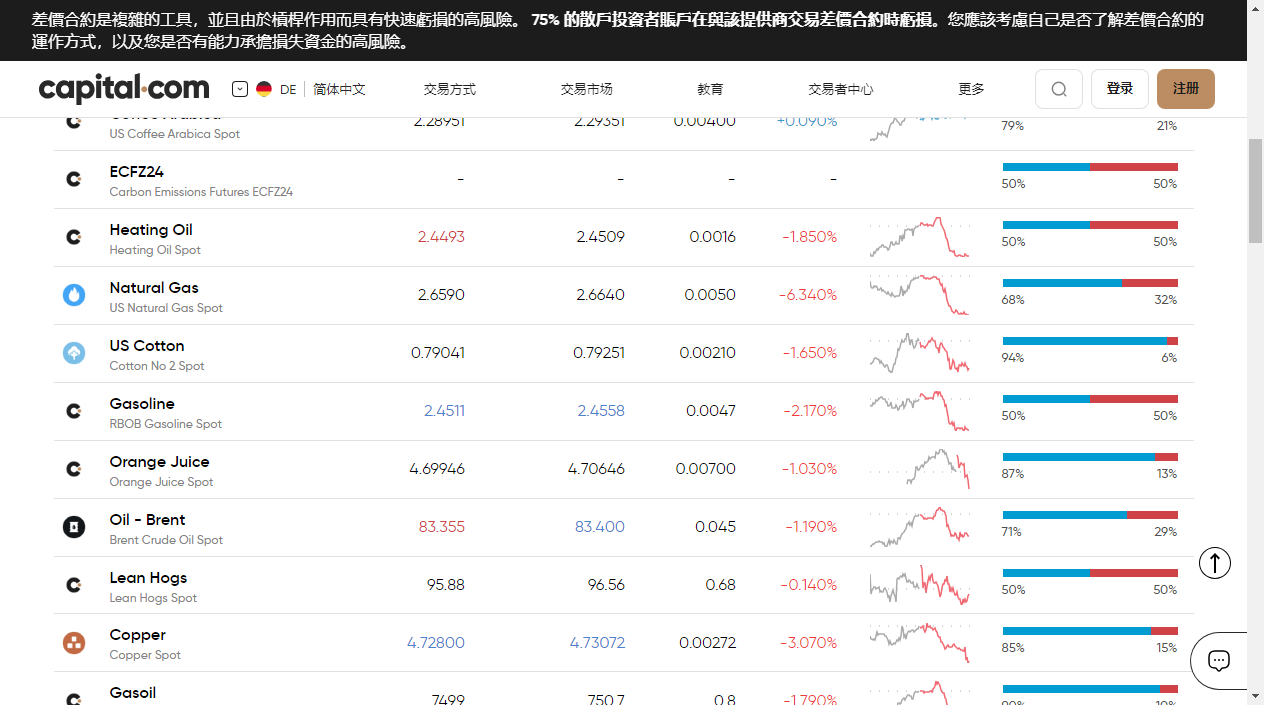 差價合約是複雜的工具，並且由於槓桿作用而具有快速虧損的高風險。 75% 的散戶投資者賬戶在與該提供商交易差價合約時虧損。您應該考慮自己是否了解差價合約的
運作方式，以及您是否有能力承擔損失資金的高風險。
capital.com DE 简体中文 交易方式 交易市场 教育 交易者中心 更多 登录 注册
Coffee Arabica 2.28951 2.29351 0.00400 +0.090%
US Coffee Arabica Spot 79% 21%
ECFZ24 - - - -
Carbon Emissions Futures ECFZ24 50% 50%
Heating Oil 2.4493 2.4509 0.0016 -1.850%
Heating Oil Spot 50% 50%
Natural Gas 2.6590 2.6640 0.0050 -6.340%
US Natural Gas Spot 68% 32%
US Cotton 0.79041 0.79251 0.00210 -1.650%
Cotton No 2 Spot 94% 6%
Gasoline 2.4511 2.4558 0.0047 -2.170%
RBOB Gasoline Spot 50% 50%
Orange Juice 4.69946 4.70646 0.00700 -1.030%
Orange Juice Spot 87% 13%
Oil - Brent 83.355 83.400 0.045 -1.190%
Brent Crude Oil Spot 71% 29%
Lean Hogs 95.88 96.56 0.68 -0.140%
Lean Hogs Spot 50% 50%
Copper 4.72800 4.73072 0.00272 -3.070%
Copper Spot 85% 15%
Gasoil 749.9 750.7 0.8 -1.790%
90% 10%